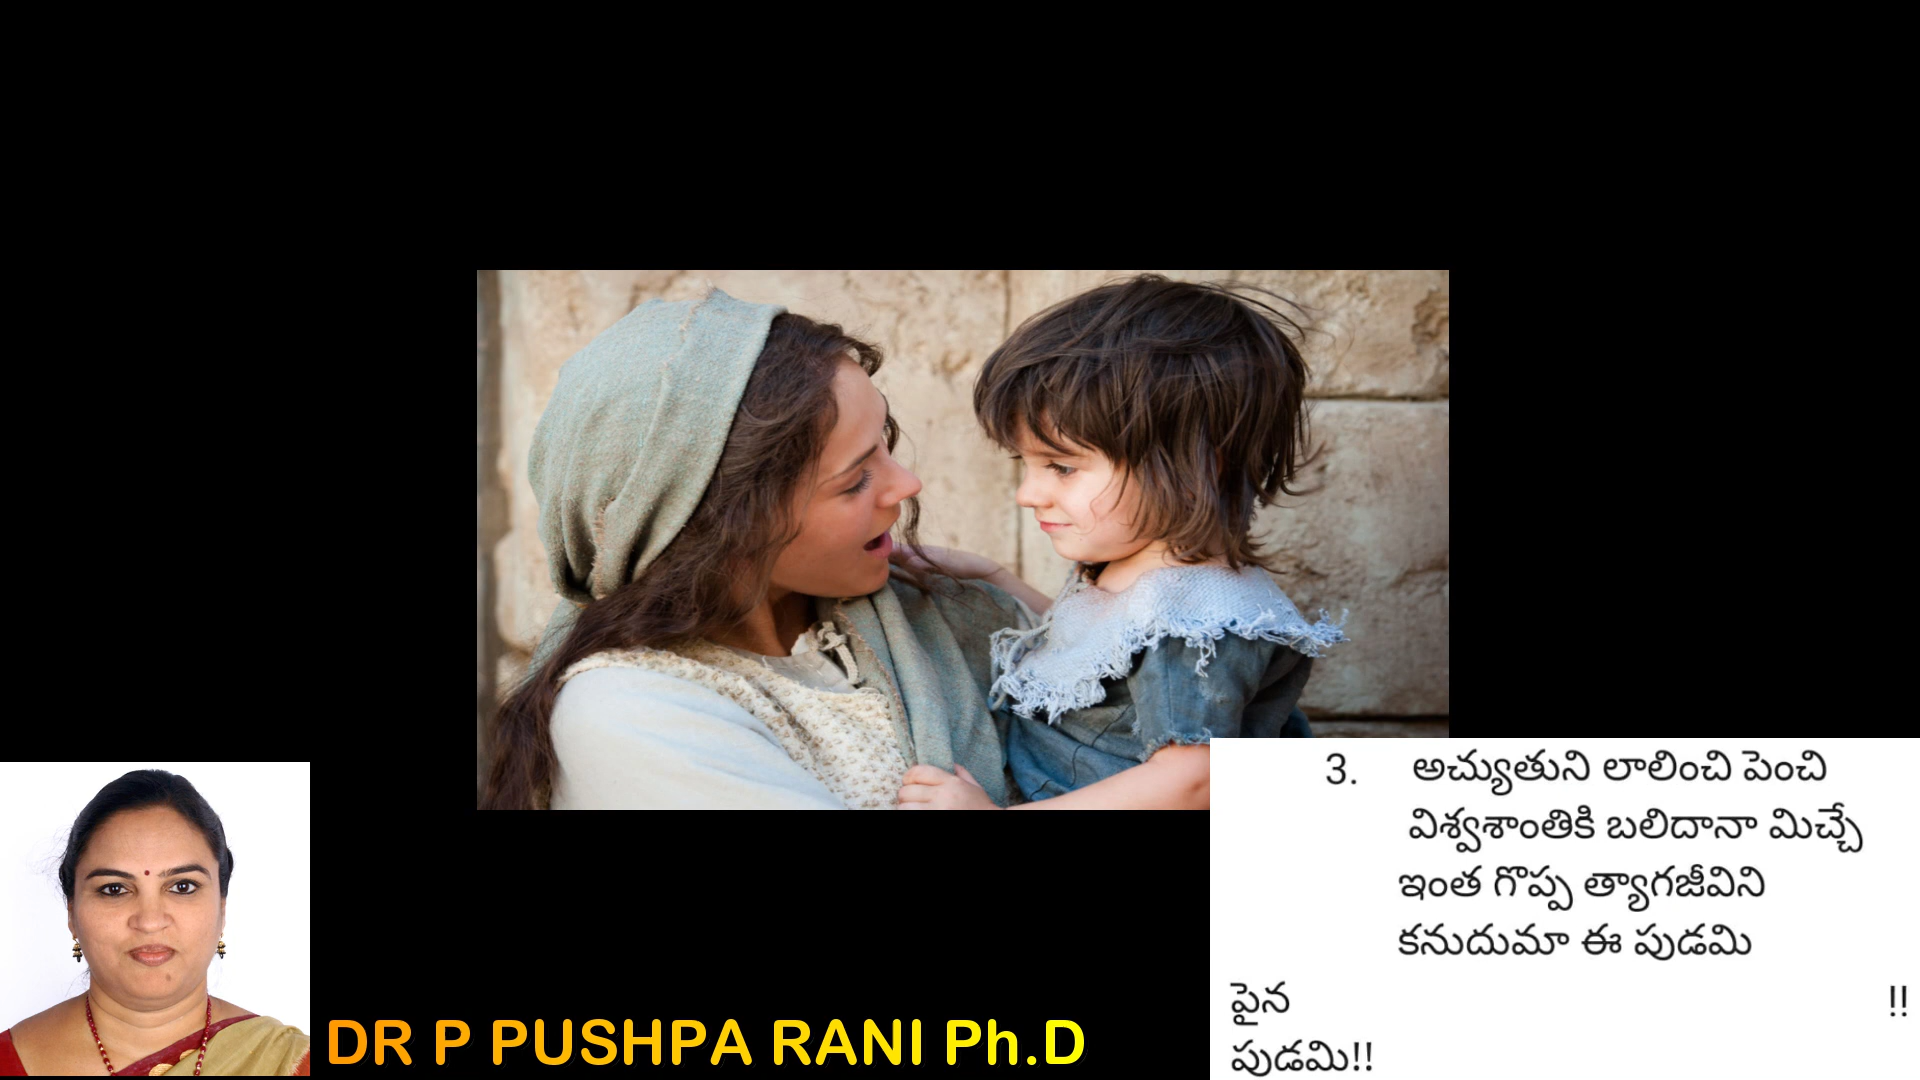 3. అచ్యుతుని లాలించి పెంచి
విశ్వశాంతికి బలిదానా మిచ్చే
ఇంత గొప్ప త్యాగజీవిని
కనుదుమా ఈ పుడమి
పైన !!
పుడమి!!
DR P PUSHPA RANI Ph.D